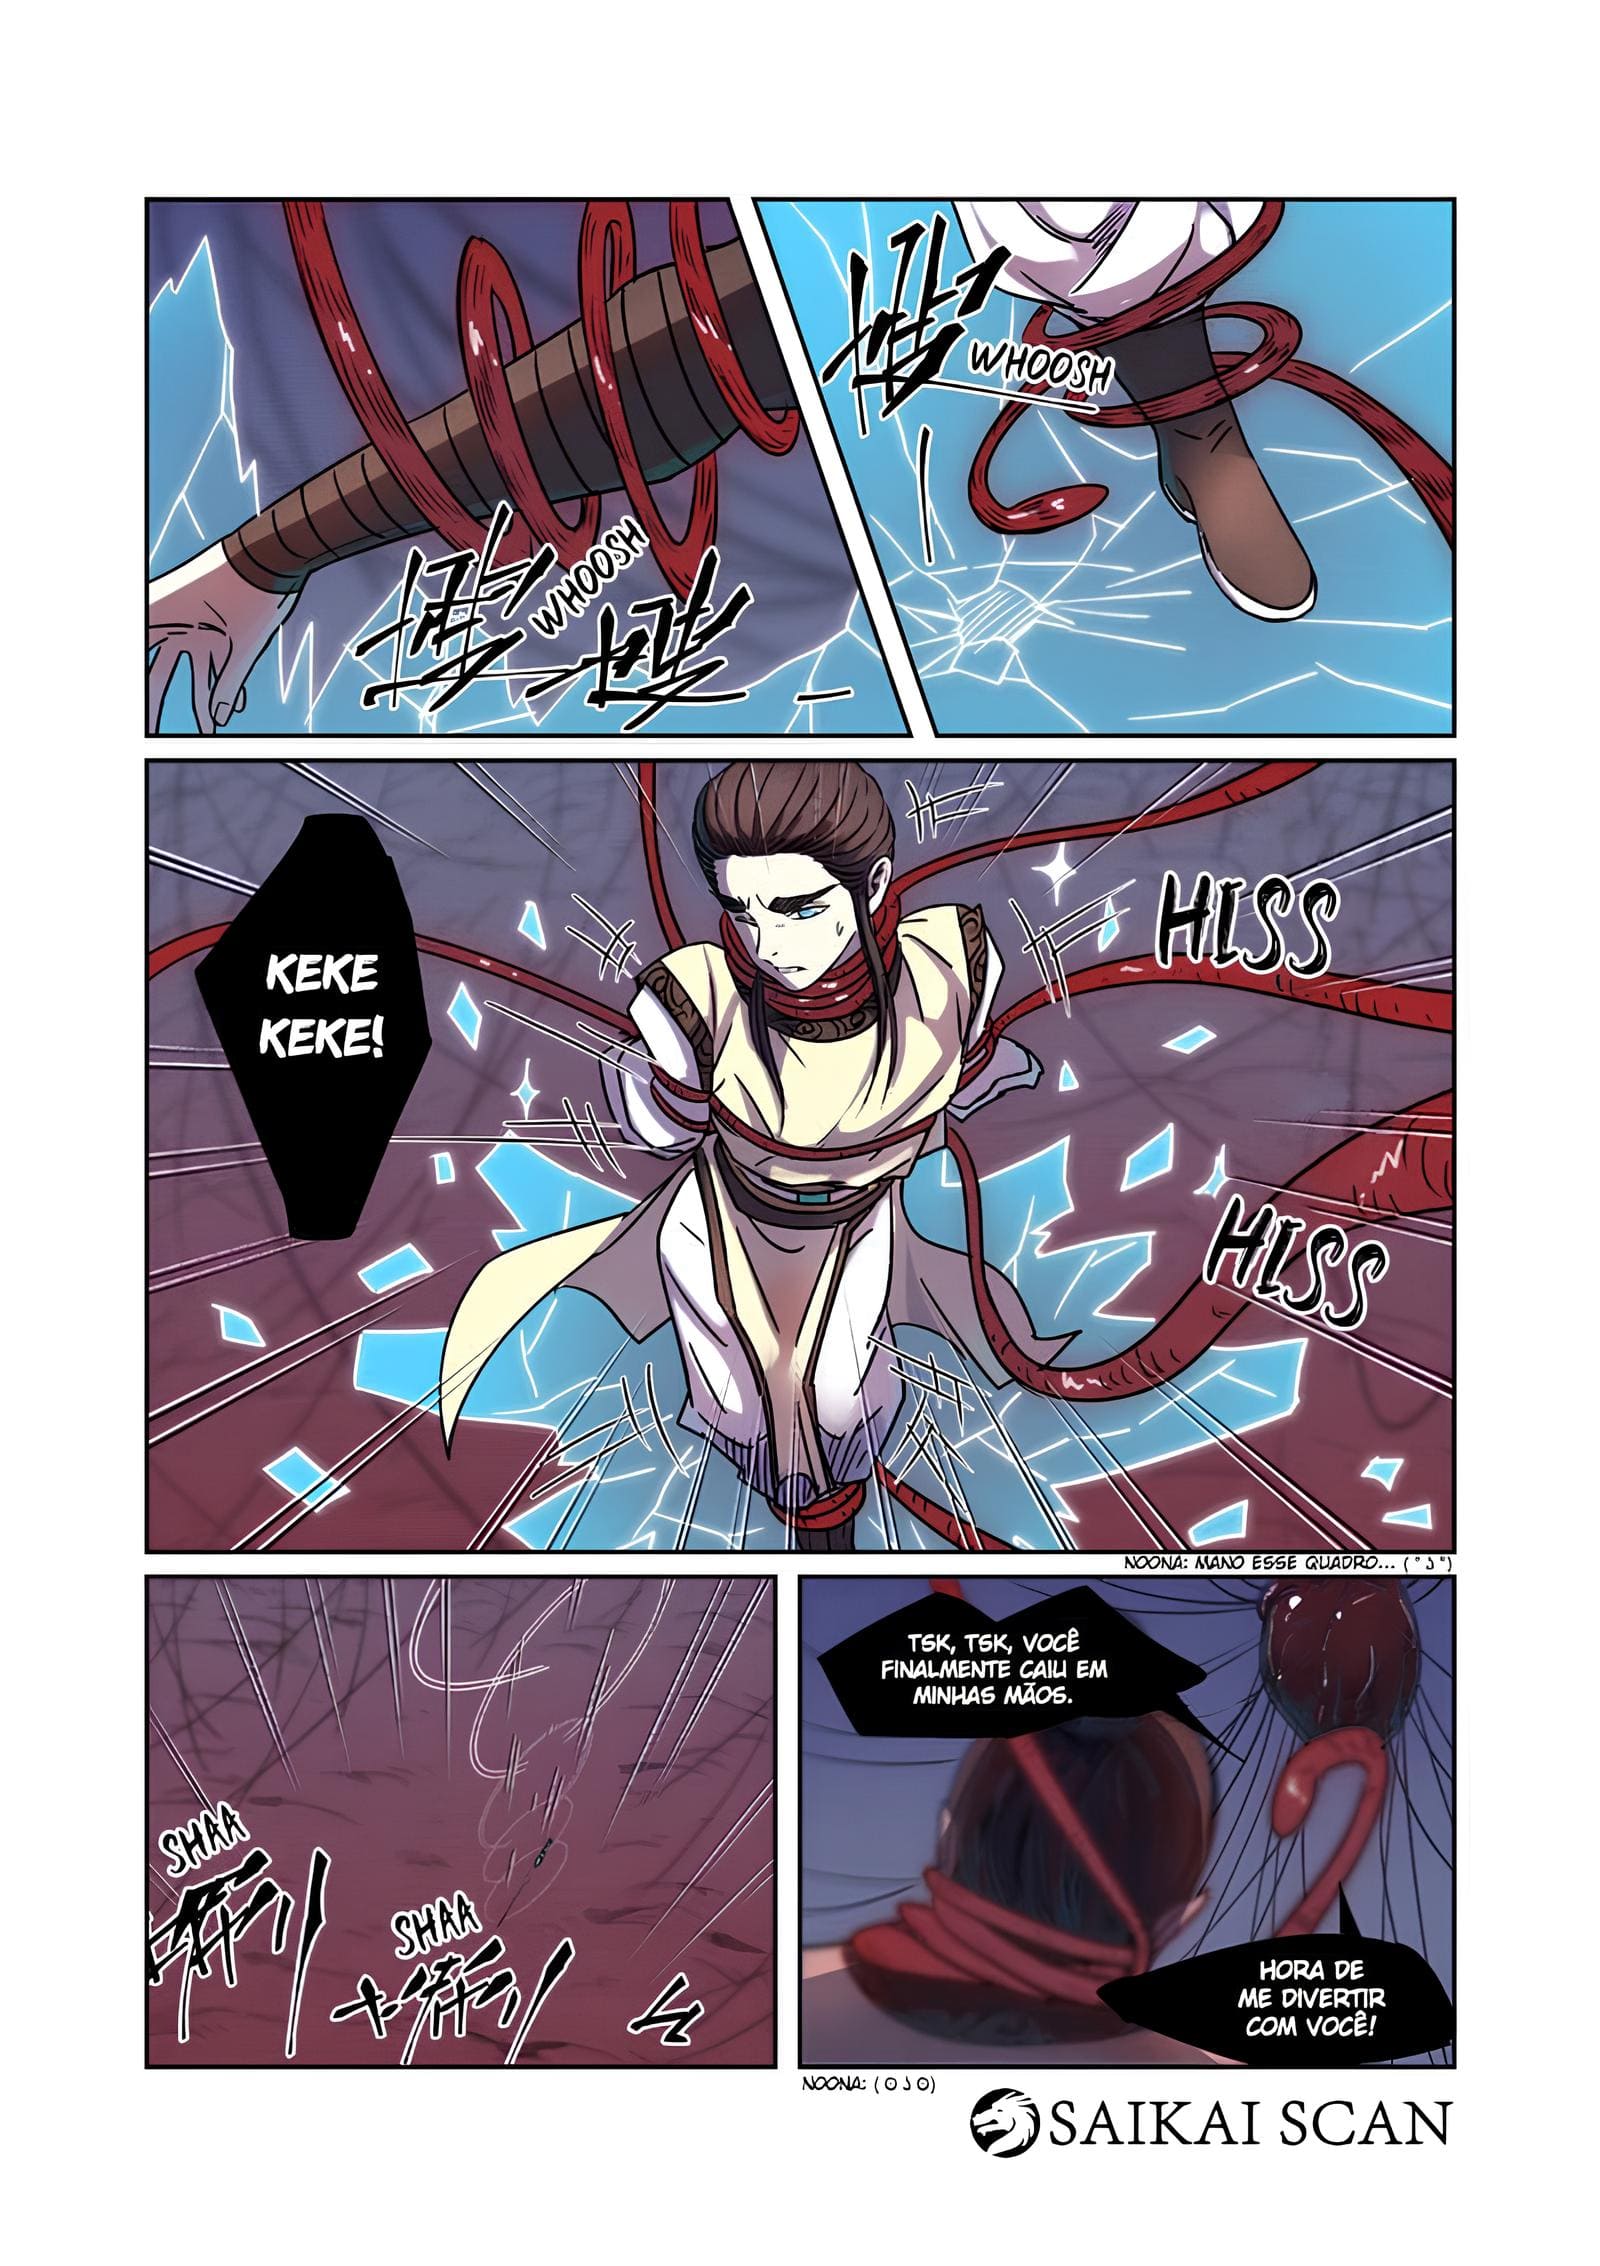 WHOOSH
WHOOSH
KEKE
KEKE!
HISS
HISS
NOONA: MANO ESSE QUADRO...
TSK, TSK, VOCÊ
FINALMENTE CAIU EM
MINHAS MÃOS.
SHAA
SHAA
HORA DE
ME DIVERTIR
COM VOCÊ!
NOONA:
SAIKAI SCAN